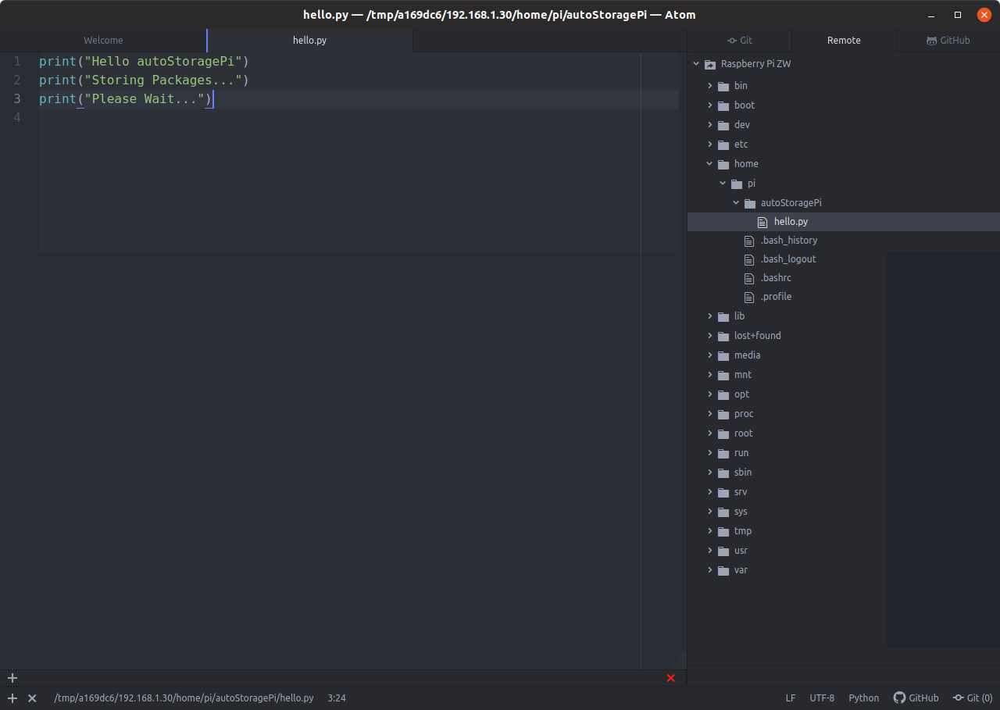 hello.py — /tmp/a169dc6/192.168.1.30/home/pi/autoStoragePi — Atom
Welcome
hello.py
Git
Remote
GitHub
1 print("Hello autoStoragePi")
2 print("Storing Packages...")
3 print("Please Wait...")
4
Raspberry Pi ZW
bin
boot
dev
etc
home
pi
autoStoragePi
hello.py
.bash_history
.bash_logout
.bashrc
.profile
lib
lost+found
media
mnt
opt
proc
root
run
sbin
srv
sys
tmp
usr
var
/tmp/a169dc6/192.168.1.30/home/pi/autoStoragePi/hello.py 3:24 LF UTF-8 Python GitHub Git (0)